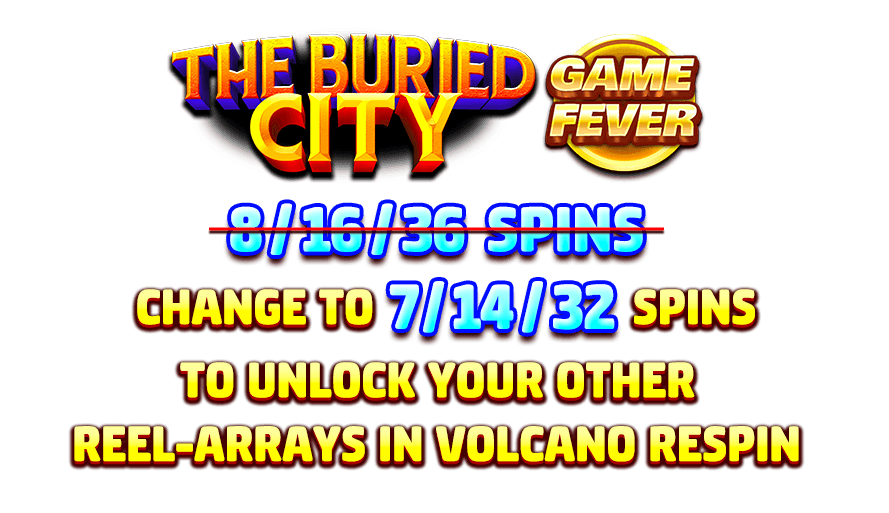 THE BURIED
CITY
GAME
FEVER
8/16/36 SPINS
CHANGE TO 7/14/32 SPINS
TO UNLOCK YOUR OTHER
REEL-ARRAYS IN VOLCANO RESPIN